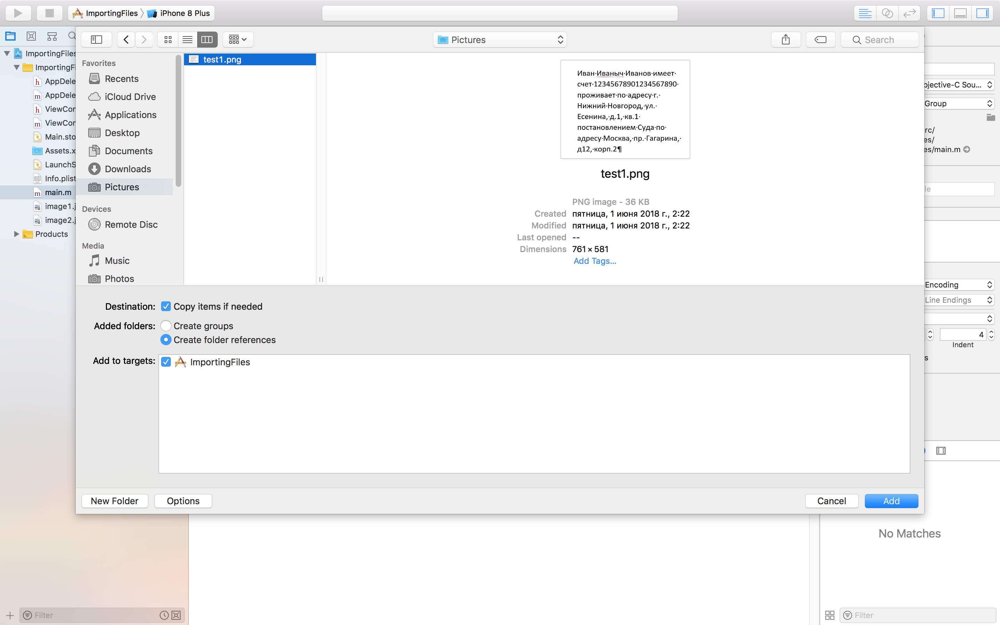 ImportingFiles
iPhone 8 Plus
Pictures
Search
ImportingFiles
AppDele
AppDele
ViewCor
ViewCor
Main.sto
Assets.x
LaunchS
Info.plist
main.m
image1.j
image2.j
Products
Favorites
Recents
iCloud Drive
Applications
Desktop
Documents
Downloads
Pictures
Devices
Remote Disc
Media
Music
Photos
test1.png
Иван·Иваныч·Иванов·имеет·
счет·12345678901234567890·
проживает·по·адресу·г.·
Нижний·Новгород,·ул.·
Есенина,·д.1,·кв.1·
постановлением·Суда·по·
адресу·Москва,·пр.·Гагарина,·
д12,·корп.2¶
test1.png
PNG image - 36 KB
Created пятница, 1 июня 2018 г., 2:22
Modified пятница, 1 июня 2018 г., 2:22
Last opened --
Dimensions 761 × 581
Add Tags...
Destination: Copy items if needed
Added folders: Create groups
Create folder references
Add to targets: ImportingFiles
New Folder
Options
Cancel
Add
bjective-C Sou...
Group
rc/
es/
es/main.m
le
Encoding
Line Endings
4
Indent
s
No Matches
Filter
Filter